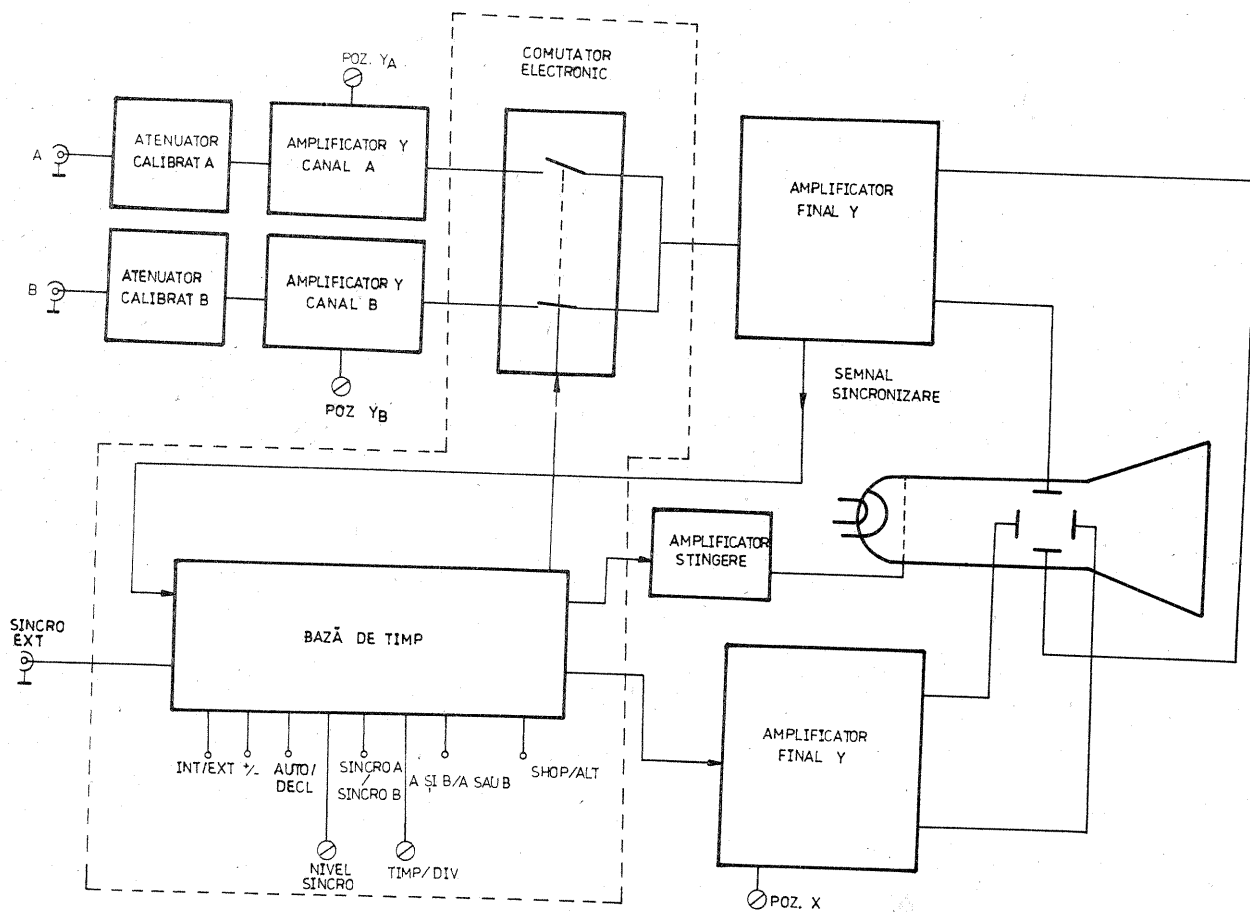 COMUTATOR
ELECTRONIC
POZ. YA
A
ATENUATOR
CALIBRAT A
AMPLIFICATOR Y
CANAL A
AMPLIFICATOR
FINAL Y
B
ATENUATOR
CALIBRAT B
AMPLIFICATOR Y
CANAL B
POZ YB
SEMNAL
SINCRONIZARE
AMPLIFICATOR
STINGERE
SINCRO
EXT
BAZĂ DE TIMP
INT/EXT
+/-
AUTO/
DECL
SINCRO A
/
SINCRO B
A ȘI B/A SAU B
SHOP/ALT
NIVEL
SINCRO
TIMP/DIV
AMPLIFICATOR
FINAL Y
POZ. X